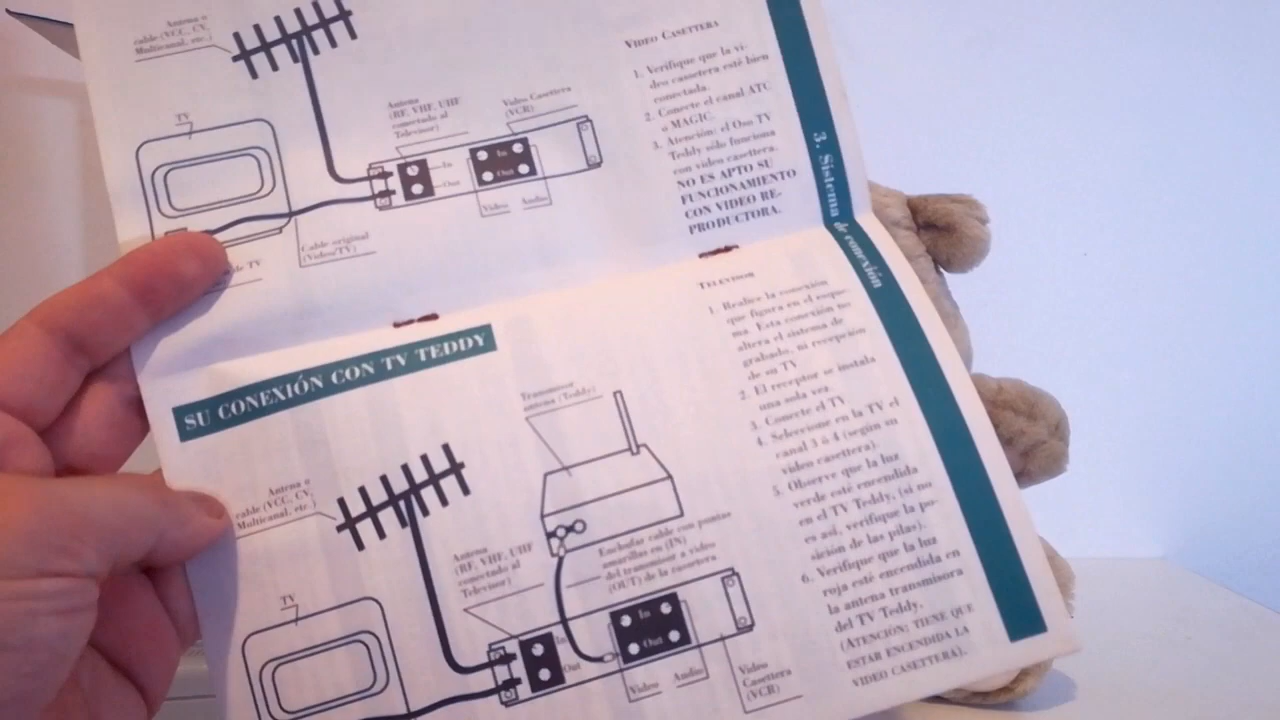 Antena o
cable (VCC, CV,
Multicanal, etc.)
TV
Antena
(RF, VHF, UHF
conectado al
Televisor)
Video Casettera
(VCR)
In
Out
In
Out
Video
Audio
Cable original
(Video/TV)
de TV
VIDEO CASETTERA
1. Verifique que la vi-
deo cassetera esté bien
conectada.
2. Conecte el canal ATC
o MAGIC.
3. Atención: el Oso TV
Teddy sólo funciona
con video casettera.
NO ES APTO SU
FUNCIONAMIENTO
CON VIDEO RE-
PRODUCTORA.
3. Sistema de conexión
SU CONEXIÓN CON TV TEDDY
Transmisor
antena (Teddy)
Antena o
cable (VCC, CV,
Multicanal, etc.)
TV
Antena
(RF, VHF, UHF
conectado al
Televisor)
Enchufar cable con puntas
amarillas en (IN)
del transmisor a video
(OUT) de la casettera
In
Out
In
Out
Video
Audio
Video
Casettera
(VCR)
TELEVISOR
1. Realice la conexión
que figura en el esque-
ma. Esta conexión no
altera el sistema de
grabado, ni recepción
de su TV
2. El receptor se instala
una sola vez.
3. Conecte el TV
4. Seleccione en la TV el
canal 3 ó 4 (según su
video casettera).
5. Observe que la luz
verde esté encendida
en el TV Teddy, (si no
es así, verifique la po-
sición de las pilas).
6. Verifique que la luz
roja esté encendida en
la antena transmisora
del TV Teddy.
(ATENCIÓN: TIENE QUE
ESTAR ENCENDIDA LA
VIDEO CASETTERA).